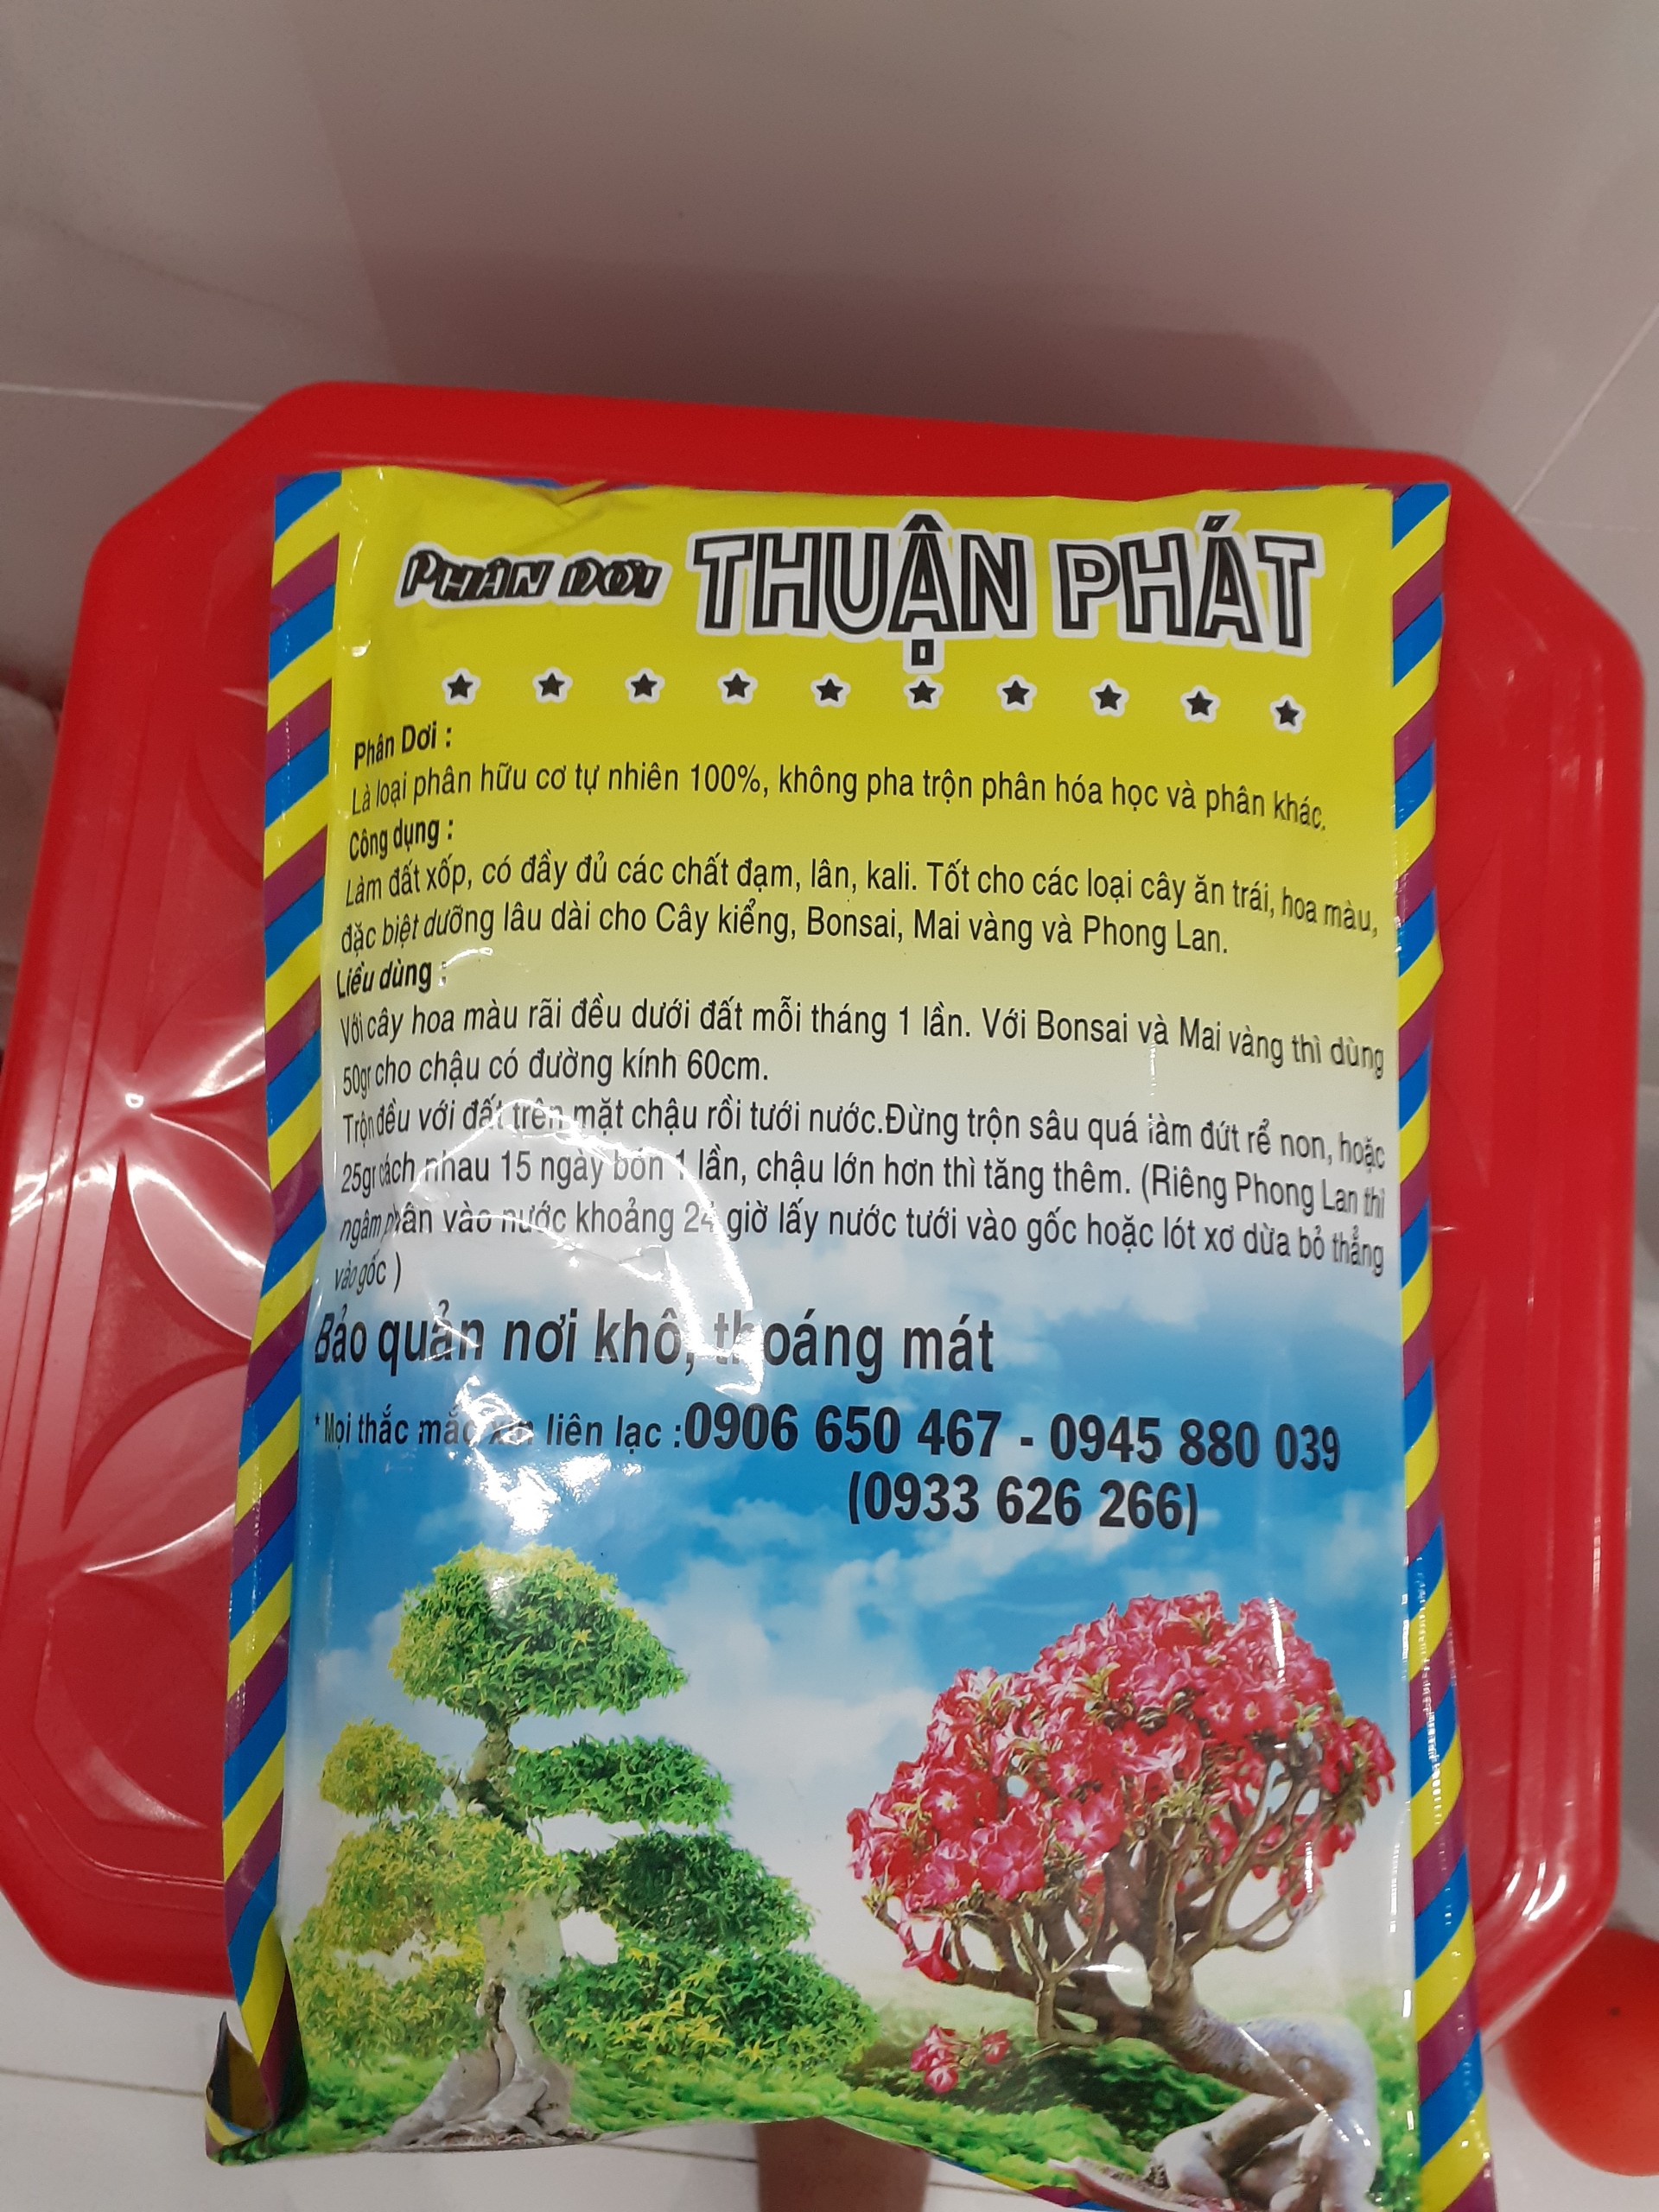 PHÂN DƠI THUẬN PHÁT
Phân Dơi :
Là loại phân hữu cơ tự nhiên 100%, không pha trộn phân hóa học và phân khác.
Công dụng :
Làm đất xốp, có đầy đủ các chất đạm, lân, kali. Tốt cho các loại cây ăn trái, hoa màu,
đặc biệt dưỡng lâu dài cho Cây kiểng, Bonsai, Mai vàng và Phong Lan.
Liều dùng :
Với cây hoa màu rãi đều dưới đất mỗi tháng 1 lần. Với Bonsai và Mai vàng thì dùng
50gr cho chậu có đường kính 60cm.
Trộn đều với đất trên mặt chậu rồi tưới nước.Đừng trộn sâu quá làm đứt rể non, hoặc
25gr cách nhau 15 ngày bón 1 lần, chậu lớn hơn thì tăng thêm. (Riêng Phong Lan thì
ngâm phân vào nước khoảng 24 giờ lấy nước tưới vào gốc hoặc lót xơ dừa bỏ thẳng
vào gốc )
Bảo quản nơi khô, thoáng mát
* Mọi thắc mắc xin liên lạc :0906 650 467 - 0945 880 039
(0933 626 266)